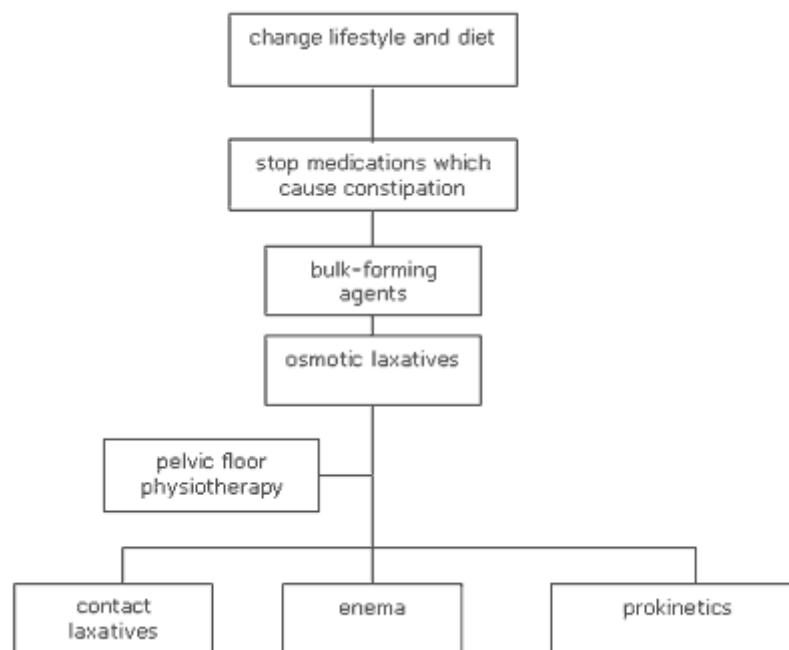 change lifestyle and diet
stop medications which
cause constipation
bulk-forming
agents
osmotic laxatives
pelvic floor
physiotherapy
contact
laxatives
enema
prokinetics